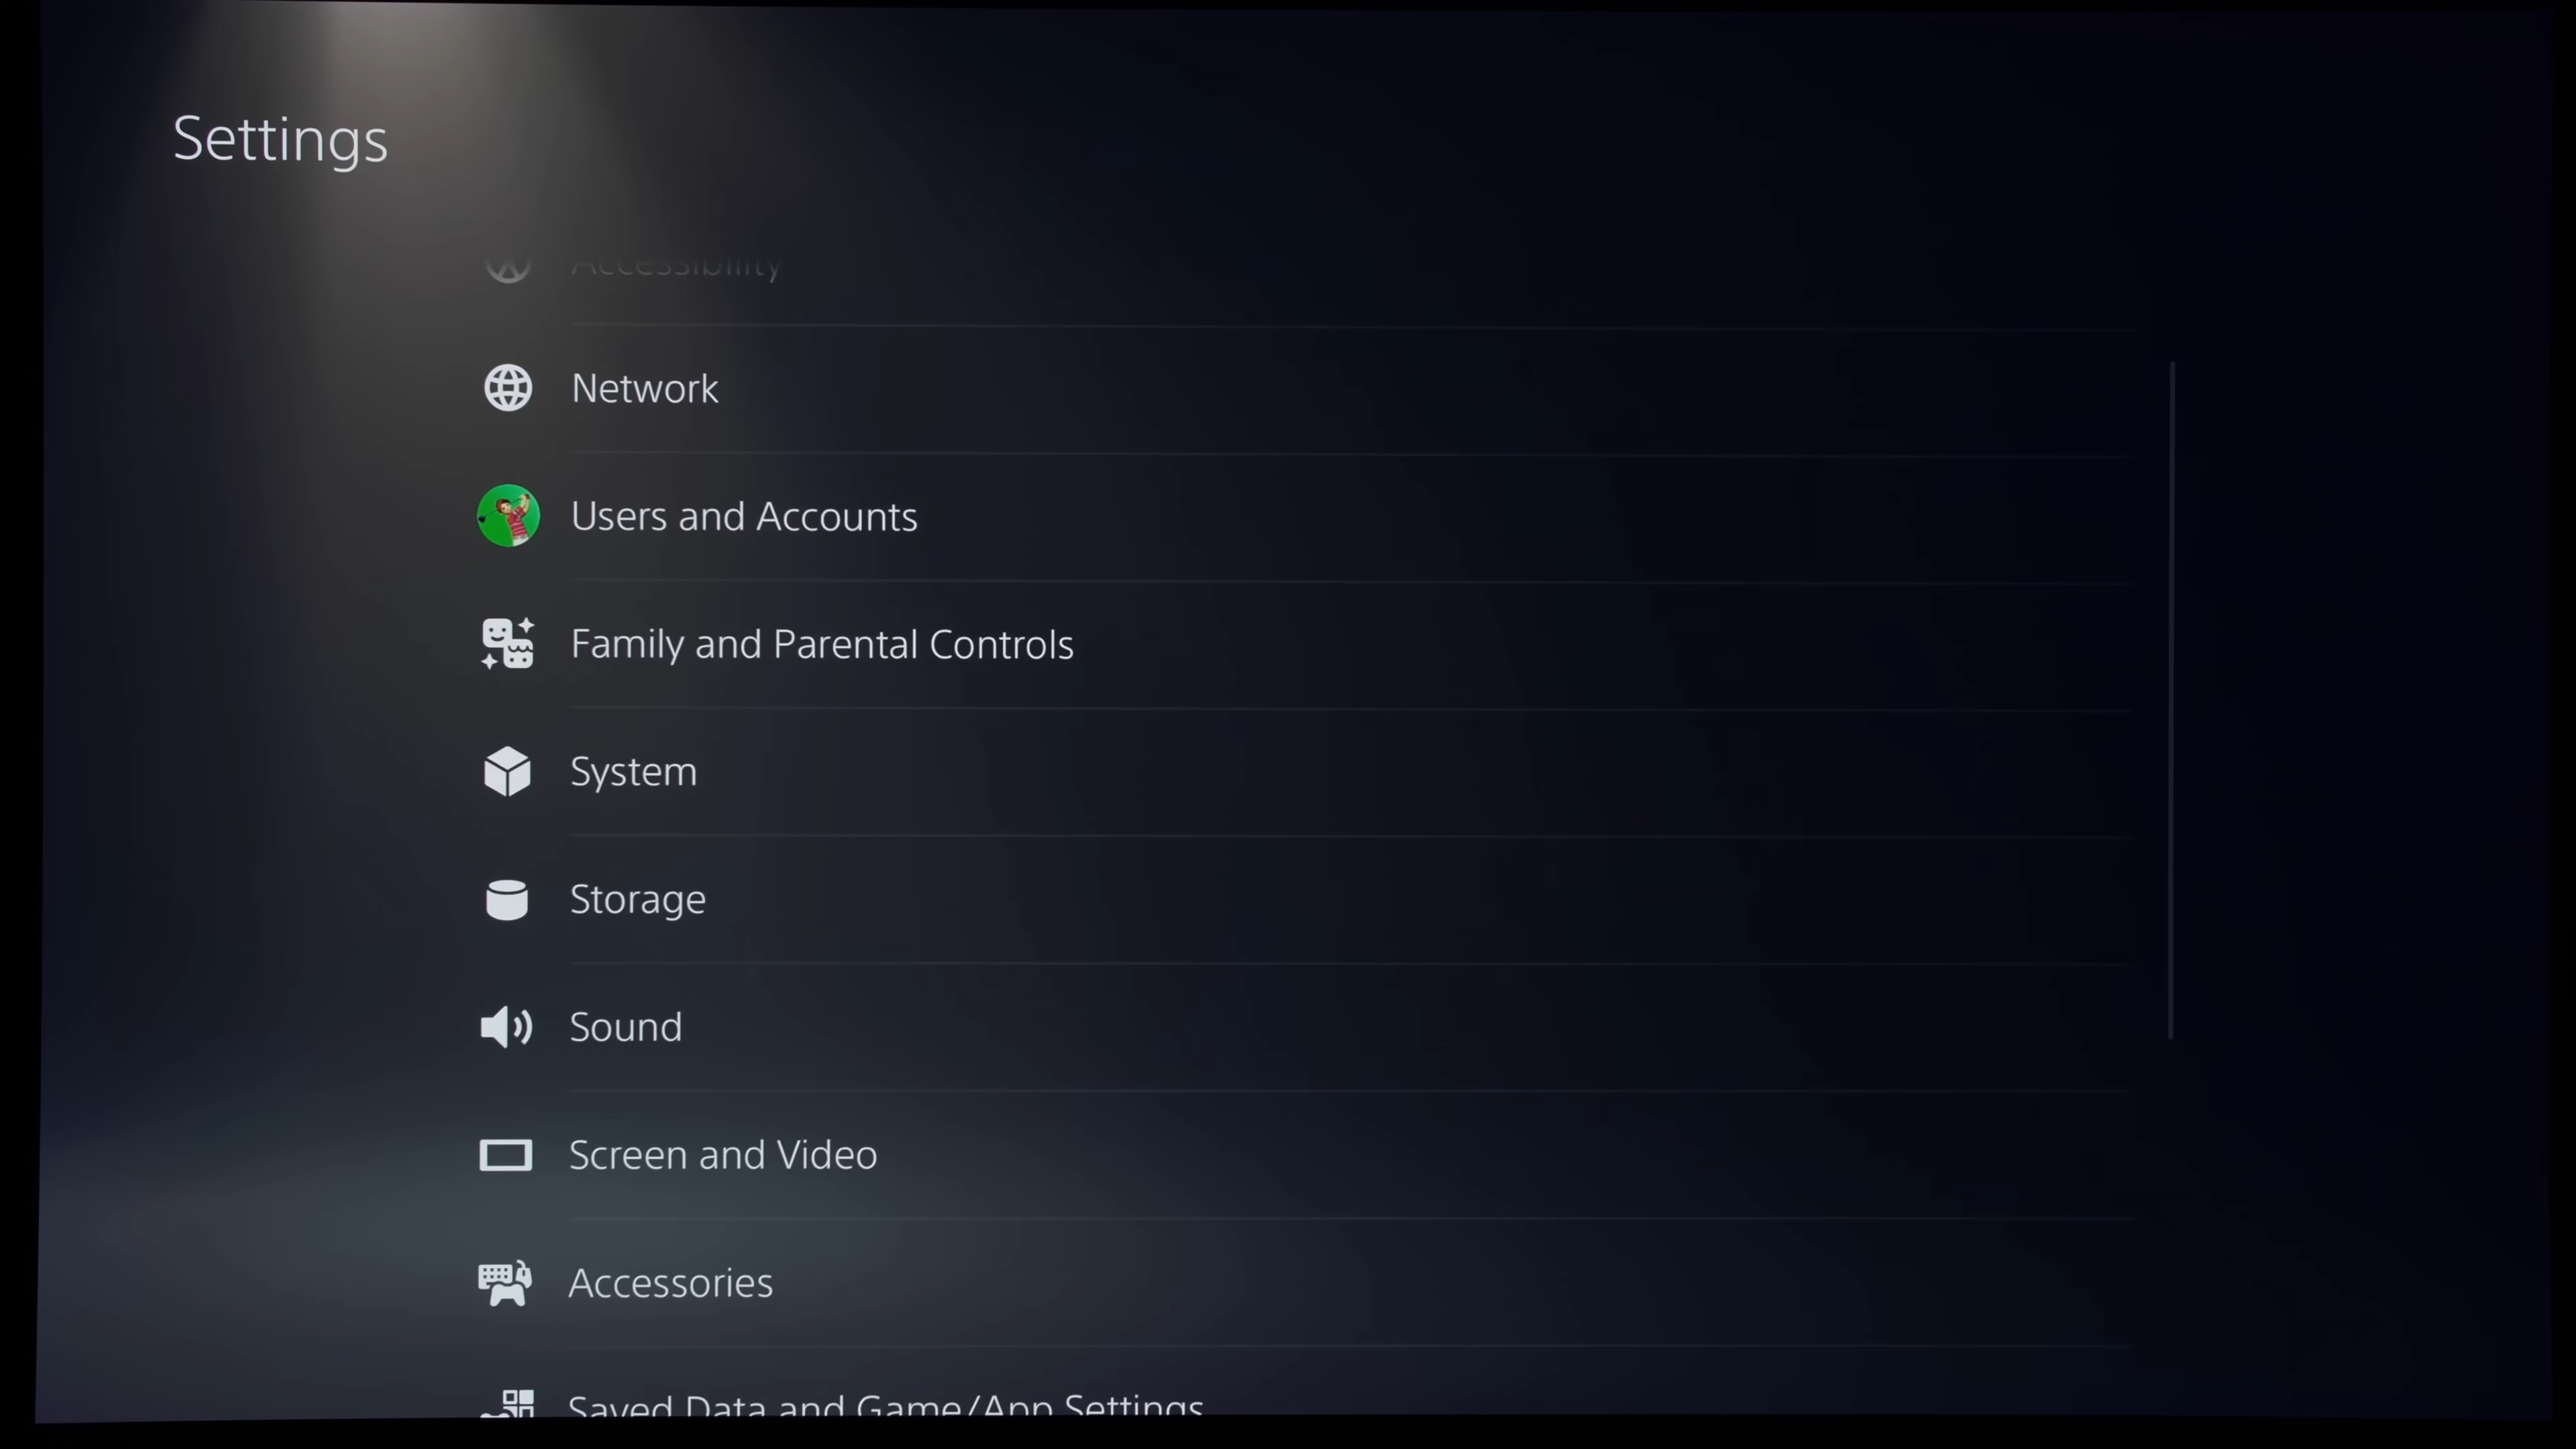 Settings
Accessibility
Network
Users and Accounts
Family and Parental Controls
System
Storage
Sound
Screen and Video
Accessories
Saved Data and Game/App Settings